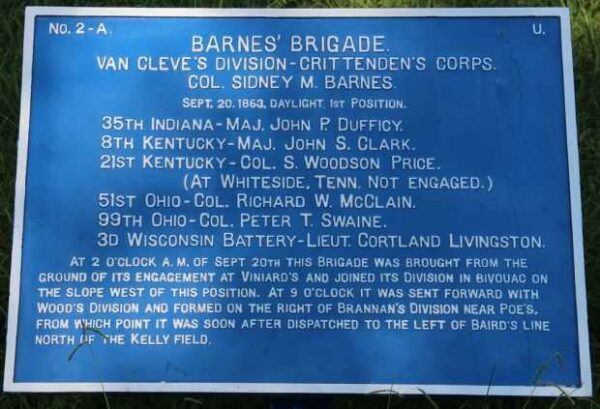 No. 2-A.
U.
BARNES' BRIGADE.
VAN CLEVE'S DIVISION-CRITTENDEN'S CORPS.
COL. SIDNEY M. BARNES.
SEPT. 20. 1863, DAYLIGHT. 1ST POSITION.
35TH INDIANA-MAJ. JOHN P. DUFFICY.
8TH KENTUCKY-MAJ. JOHN S. CLARK.
21ST KENTUCKY-COL. S. WOODSON PRICE.
(AT WHITESIDE, TENN. NOT ENGAGED.)
51ST OHIO-COL. RICHARD W. McCLAIN.
99TH OHIO-COL. PETER T. SWAINE.
3D WISCONSIN BATTERY-LIEUT. CORTLAND LIVINGSTON.
AT 2 O'CLOCK A.M. OF SEPT 20TH THIS BRIGADE WAS BROUGHT FROM THE
GROUND OF ITS ENGAGEMENT AT VINIARD'S AND JOINED ITS DIVISION IN BIVOUAC ON
THE SLOPE WEST OF THIS POSITION. AT 9 O'CLOCK IT WAS SENT FORWARD WITH
WOOD'S DIVISION AND FORMED ON THE RIGHT OF BRANNAN'S DIVISION NEAR POE'S,
FROM WHICH POINT IT WAS SOON AFTER DISPATCHED TO THE LEFT OF BAIRD'S LINE
NORTH OF THE KELLY FIELD.